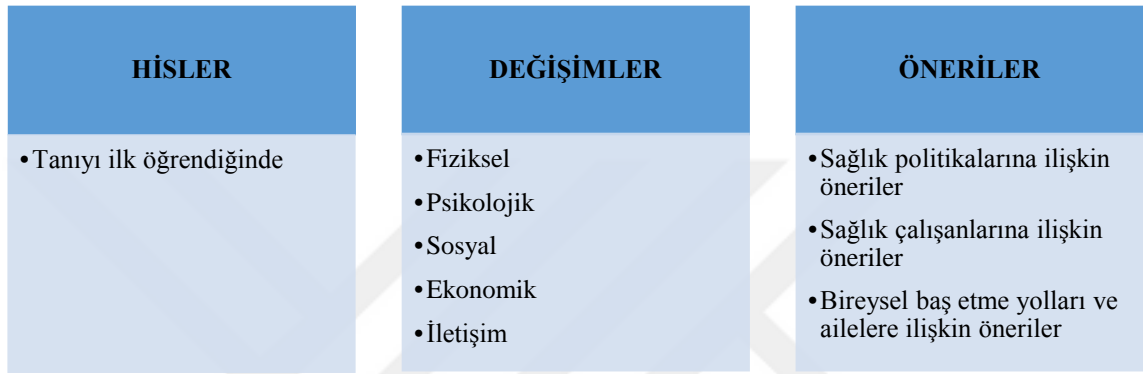 HİSLER
•Tanıyı ilk öğrendiğinde
DEĞİŞİMLER
•Fiziksel
•Psikolojik
•Sosyal
•Ekonomik
•İletişim
ÖNERİLER
•Sağlık politikalarına ilişkin
öneriler
•Sağlık çalışanlarına ilişkin
öneriler
•Bireysel baş etme yolları ve
ailelere ilişkin öneriler